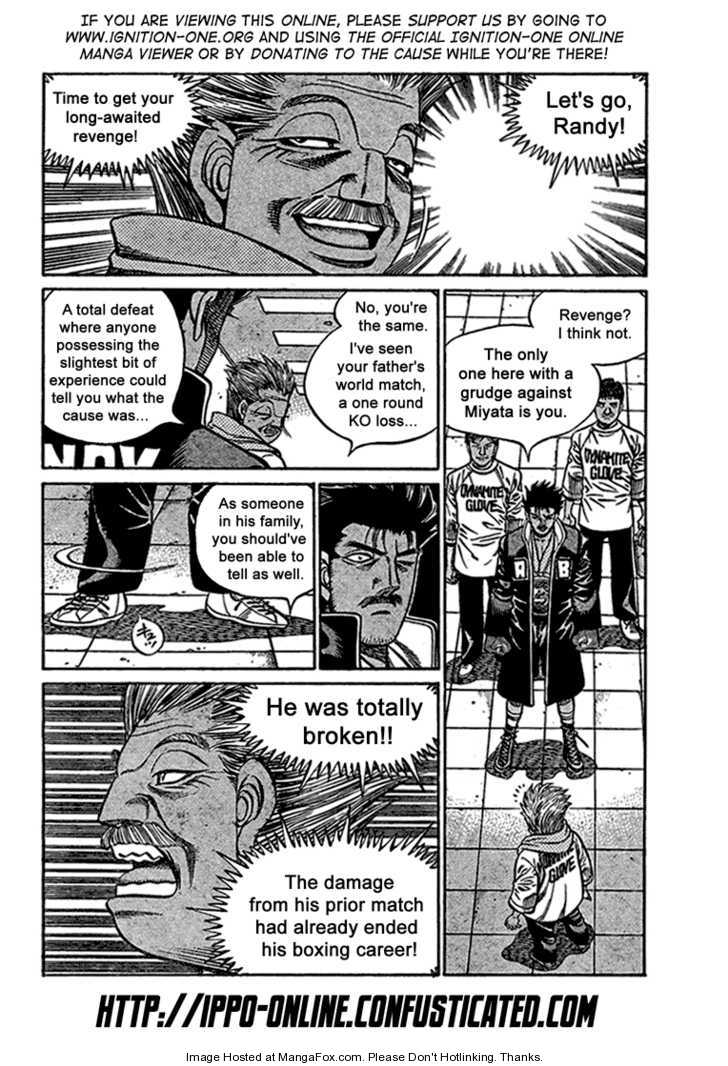 IF YOU ARE VIEWING THIS ONLINE, PLEASE SUPPORT US BY GOING TO
WWW.IGNITION-ONE.ORG AND USING THE OFFICIAL IGNITION-ONE ONLINE
MANGA VIEWER OR BY DONATING TO THE CAUSE WHILE YOU'RE THERE!
Let's go,
Randy!
Time to get your
long-awaited
revenge!
Revenge?
I think not.
The only
one here with a
grudge against
Miyata is you.
DYNAMITE
GLOVE
DYNAMITE
GLOVE
R B
GLOVE
No, you're
the same.
I've seen
your father's
world match,
a one round
KO loss...
A total defeat
where anyone
possessing the
slightest bit of
experience could
tell you what the
cause was...
As someone
in his family,
you should've
been able to
tell as well.
He was totally
broken!!
The damage
from his prior match
had already ended
his boxing career!
HTTP://IPPO-ONLINE.CONFUSTICATED.COM
Image Hosted at MangaFox.com. Please Don't Hotlinking. Thanks.